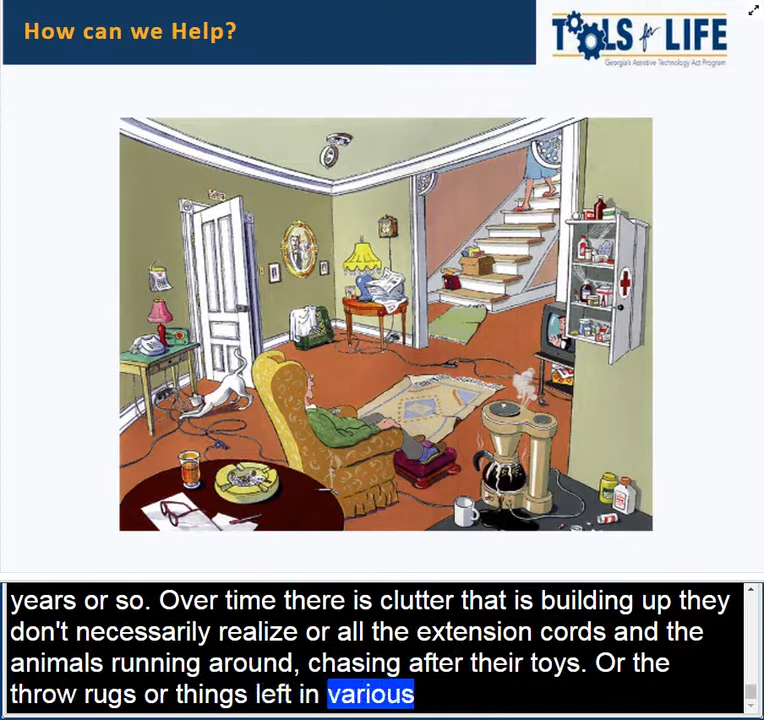 How can we Help?
TOOLS for LIFE
Georgia's Assistive Technology Act Program
years or so. Over time there is clutter that is building up they
don't necessarily realize or all the extension cords and the
animals running around, chasing after their toys. Or the
throw rugs or things left in various